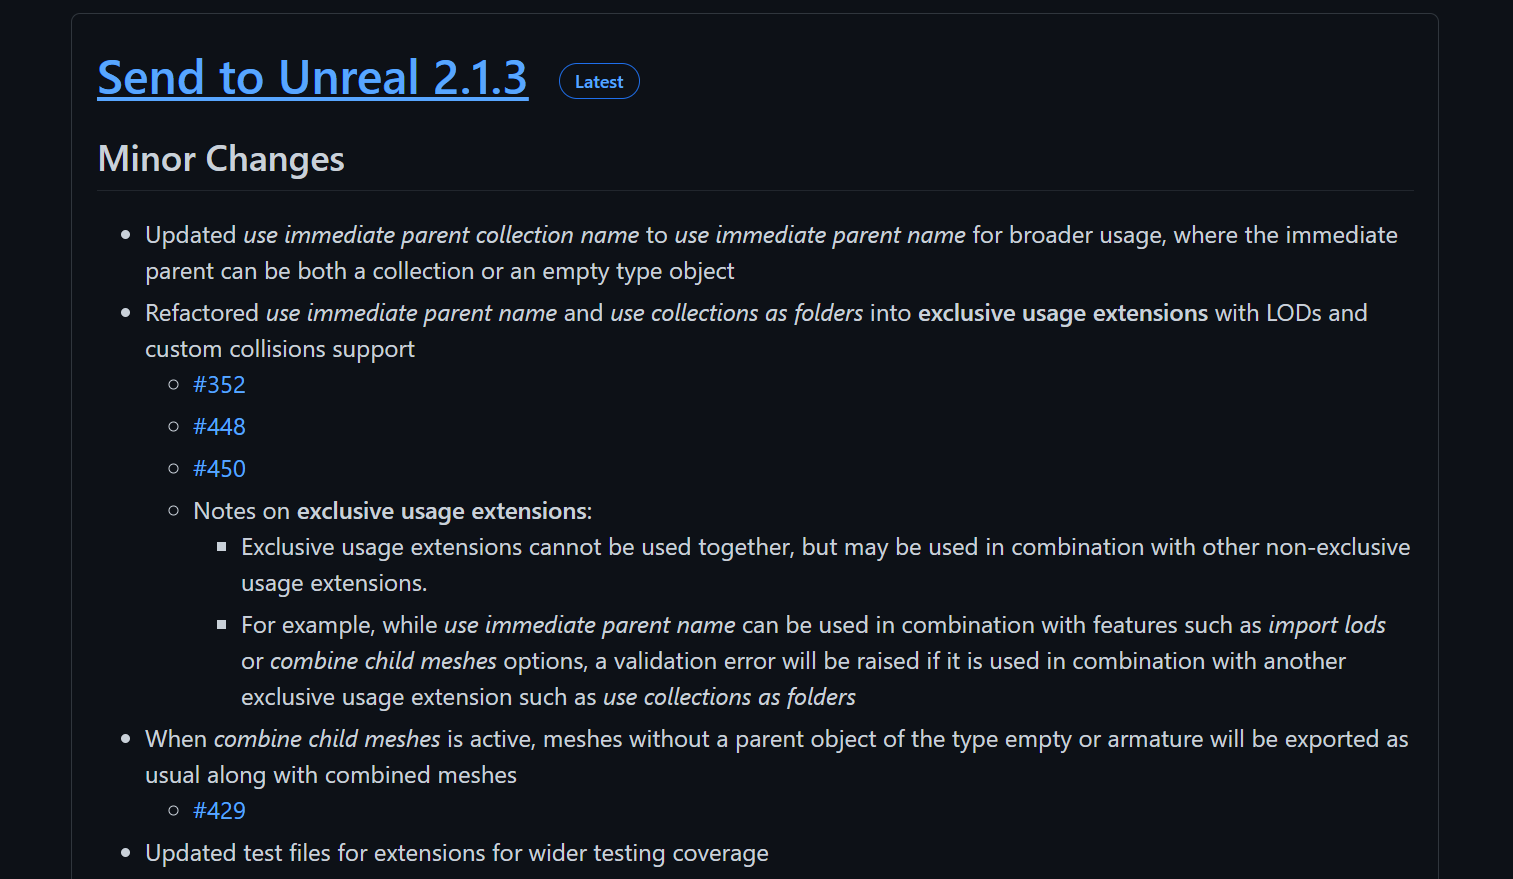 Send to Unreal 2.1.3 Latest
Minor Changes
Updated use immediate parent collection name to use immediate parent name for broader usage, where the immediate
parent can be both a collection or an empty type object
Refactored use immediate parent name and use collections as folders into exclusive usage extensions with LODs and
custom collisions support
#352
#448
#450
Notes on exclusive usage extensions:
Exclusive usage extensions cannot be used together, but may be used in combination with other non-exclusive
usage extensions.
For example, while use immediate parent name can be used in combination with features such as import lods
or combine child meshes options, a validation error will be raised if it is used in combination with another
exclusive usage extension such as use collections as folders
When combine child meshes is active, meshes without a parent object of the type empty or armature will be exported as
usual along with combined meshes
#429
Updated test files for extensions for wider testing coverage